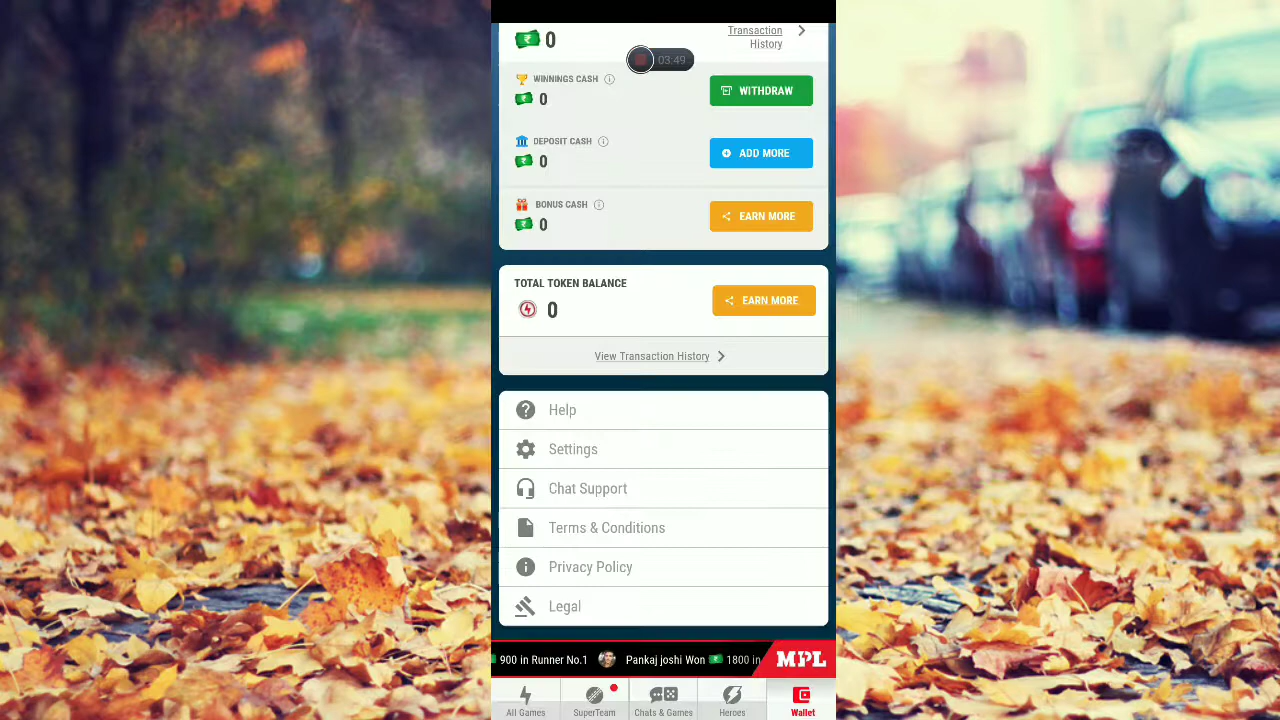 0
Transaction
History
03:49
WINNINGS CASH
0
WITHDRAW
DEPOSIT CASH
0
ADD MORE
BONUS CASH
0
EARN MORE
TOTAL TOKEN BALANCE
0
EARN MORE
View Transaction History
Help
Settings
Chat Support
Terms & Conditions
Privacy Policy
Legal
900 in Runner No.1 Pankaj joshi Won 1800 in
MPL
All Games SuperTeam Chats & Games Heroes Wallet